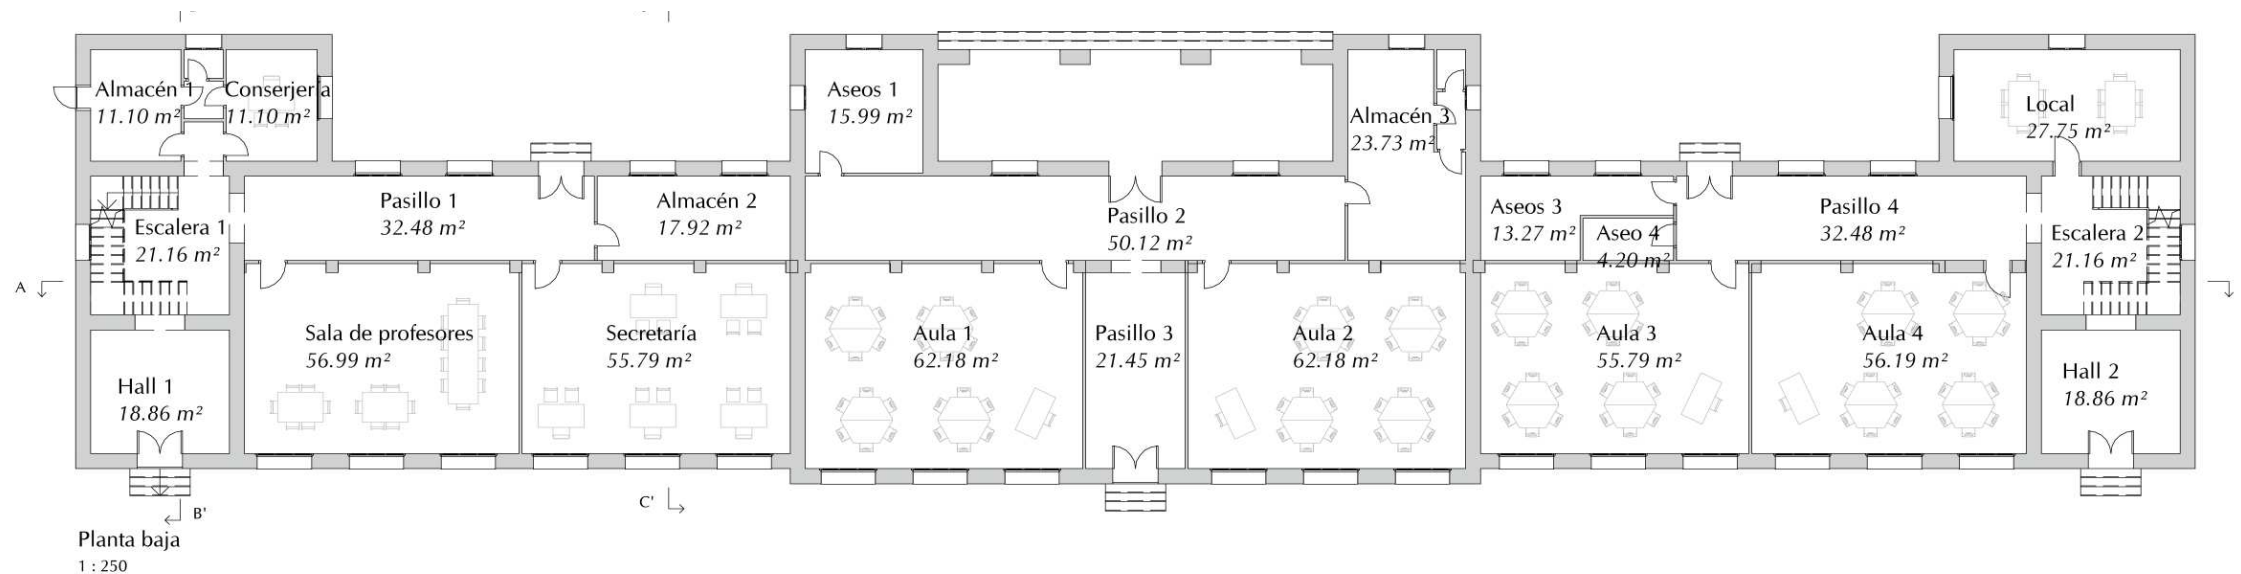 Almacén 1
11.10 m²
Conserjería
11.10 m²
Aseos 1
15.99 m²
Almacén 3
23.73 m²
Local
27.75 m²
Escalera 1
21.16 m²
Pasillo 1
32.48 m²
Almacén 2
17.92 m²
Pasillo 2
50.12 m²
Aseos 3
13.27 m²
Aseo 4
4.20 m²
Pasillo 4
32.48 m²
Escalera 2
21.16 m²
A
Hall 1
18.86 m²
Sala de profesores
56.99 m²
Secretaría
55.79 m²
Aula 1
62.18 m²
Pasillo 3
21.45 m²
Aula 2
62.18 m²
Aula 3
55.79 m²
Aula 4
56.19 m²
Hall 2
18.86 m²
B'
C'
Planta baja
1 : 250